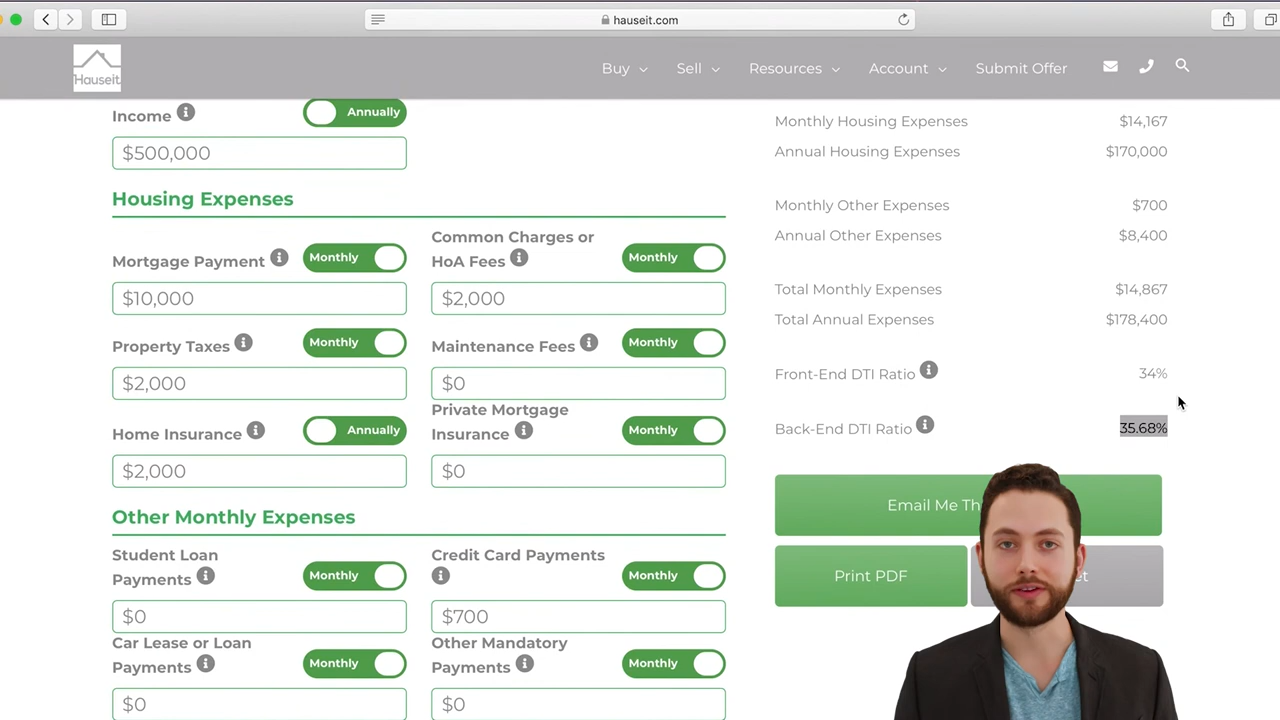 hauseit.com
Hauseit
Buy Sell Resources Account Submit Offer
Income Annually
$500,000
Housing Expenses
Mortgage Payment Monthly
$10,000
Common Charges or
HoA Fees Monthly
$2,000
Property Taxes Monthly
$2,000
Maintenance Fees Monthly
$0
Home Insurance Annually
$2,000
Private Mortgage
Insurance Monthly
$0
Other Monthly Expenses
Student Loan
Payments Monthly
$0
Credit Card Payments
Monthly
$700
Car Lease or Loan
Payments Monthly
$0
Other Mandatory
Payments Monthly
$0
Monthly Housing Expenses $14,167
Annual Housing Expenses $170,000
Monthly Other Expenses $700
Annual Other Expenses $8,400
Total Monthly Expenses $14,867
Total Annual Expenses $178,400
Front-End DTI Ratio 34%
Back-End DTI Ratio 35.68%
Email Me
Print PDF